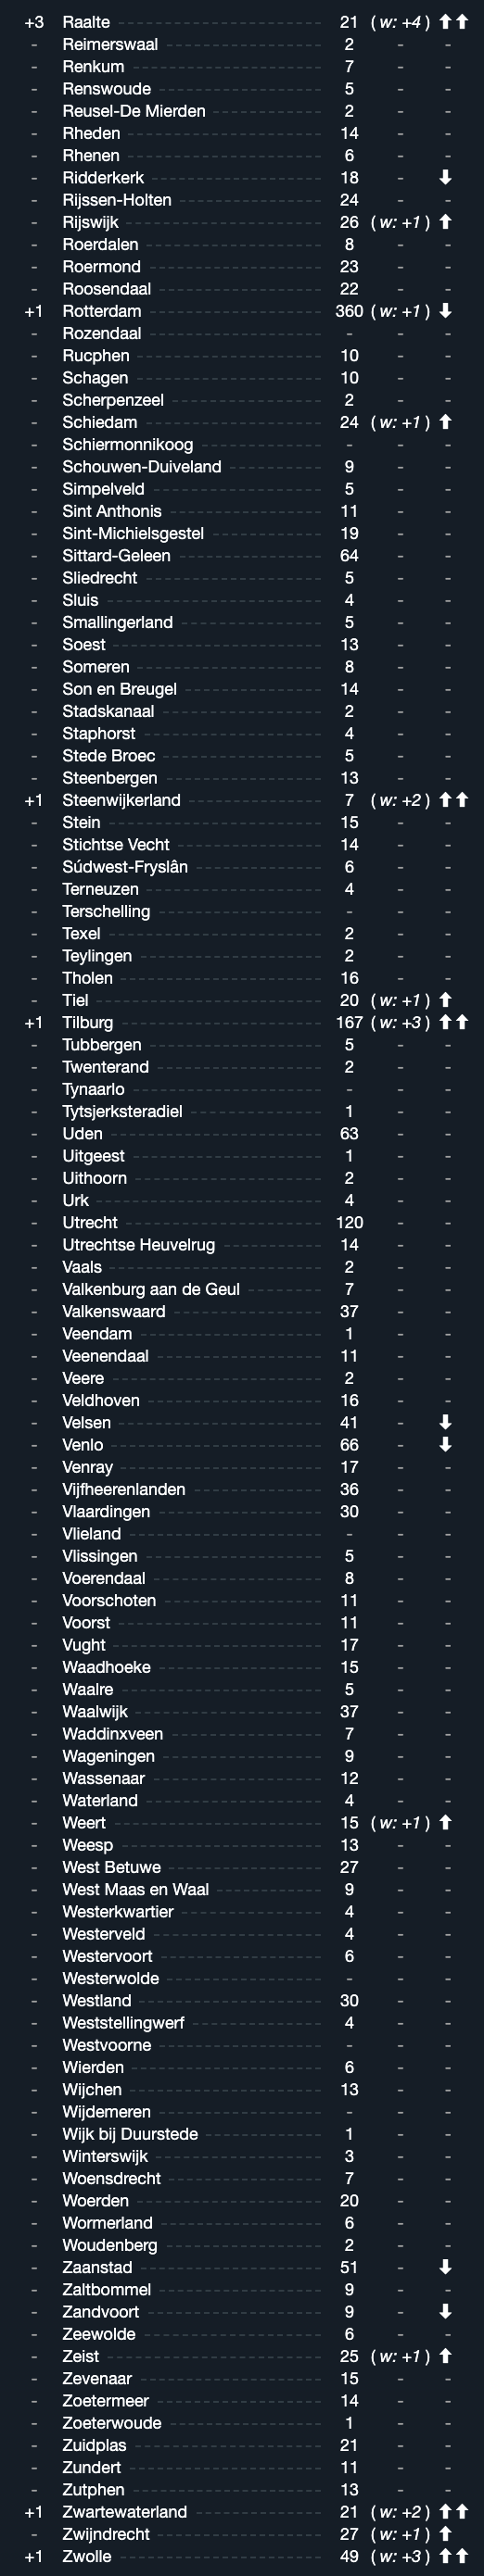 +3 Raalte 21 ( w: +4 ) ⬆⬆
- Reimerswaal 2 - -
- Renkum 7 - -
- Renswoude 5 - -
- Reusel-De Mierden 2 - -
- Rheden 14 - -
- Rhenen 6 - -
- Ridderkerk 18 - ⬇
- Rijssen-Holten 24 - -
- Rijswijk 26 ( w: +1 ) ⬆
- Roerdalen 8 - -
- Roermond 23 - -
- Roosendaal 22 - -
+1 Rotterdam 360 ( w: +1 ) ⬇
- Rozendaal - - -
- Rucphen 10 - -
- Schagen 10 - -
- Scherpenzeel 2 - -
- Schiedam 24 ( w: +1 ) ⬆
- Schiermonnikoog - - -
- Schouwen-Duiveland 9 - -
- Simpelveld 5 - -
- Sint Anthonis 11 - -
- Sint-Michielsgestel 19 - -
- Sittard-Geleen 64 - -
- Sliedrecht 5 - -
- Sluis 4 - -
- Smallingerland 5 - -
- Soest 13 - -
- Someren 8 - -
- Son en Breugel 14 - -
- Stadskanaal 2 - -
- Staphorst 4 - -
- Stede Broec 5 - -
- Steenbergen 13 - -
+1 Steenwijkerland 7 ( w: +2 ) ⬆⬆
- Stein 15 - -
- Stichtse Vecht 14 - -
- Súdwest-Fryslân 6 - -
- Terneuzen 4 - -
- Terschelling - - -
- Texel 2 - -
- Teylingen 2 - -
- Tholen 16 - -
- Tiel 20 ( w: +1 ) ⬆
+1 Tilburg 167 ( w: +3 ) ⬆⬆
- Tubbergen 5 - -
- Twenterand 2 - -
- Tynaarlo - - -
- Tytsjerksteradiel 1 - -
- Uden 63 - -
- Uitgeest 1 - -
- Uithoorn 2 - -
- Urk 4 - -
- Utrecht 120 - -
- Utrechtse Heuvelrug 14 - -
- Vaals 2 - -
- Valkenburg aan de Geul 7 - -
- Valkenswaard 37 - -
- Veendam 1 - -
- Veenendaal 11 - -
- Veere 2 - -
- Veldhoven 16 - -
- Velsen 41 - ⬇
- Venlo 66 - ⬇
- Venray 17 - -
- Vijfheerenlanden 36 - -
- Vlaardingen 30 - -
- Vlieland - - -
- Vlissingen 5 - -
- Voerendaal 8 - -
- Voorschoten 11 - -
- Voorst 11 - -
- Vught 17 - -
- Waadhoeke 15 - -
- Waalre 5 - -
- Waalwijk 37 - -
- Waddinxveen 7 - -
- Wageningen 9 - -
- Wassenaar 12 - -
- Waterland 4 - -
- Weert 15 ( w: +1 ) ⬆
- Weesp 13 - -
- West Betuwe 27 - -
- West Maas en Waal 9 - -
- Westerkwartier 4 - -
- Westerveld 4 - -
- Westervoort 6 - -
- Westerwolde - - -
- Westland 30 - -
- Weststellingwerf 4 - -
- Westvoorne - - -
- Wierden 6 - -
- Wijchen 13 - -
- Wijdemeren - - -
- Wijk bij Duurstede 1 - -
- Winterswijk 3 - -
- Woensdrecht 7 - -
- Woerden 20 - -
- Wormerland 6 - -
- Woudenberg 2 - -
- Zaanstad 51 - ⬇
- Zaltbommel 9 - -
- Zandvoort 9 - ⬇
- Zeewolde 6 - -
- Zeist 25 ( w: +1 ) ⬆
- Zevenaar 15 - -
- Zoetermeer 14 - -
- Zoeterwoude 1 - -
- Zuidplas 21 - -
- Zundert 11 - -
- Zutphen 13 - -
+1 Zwartewaterland 21 ( w: +2 ) ⬆⬆
- Zwijndrecht 27 ( w: +1 ) ⬆
+1 Zwolle 49 ( w: +3 ) ⬆⬆